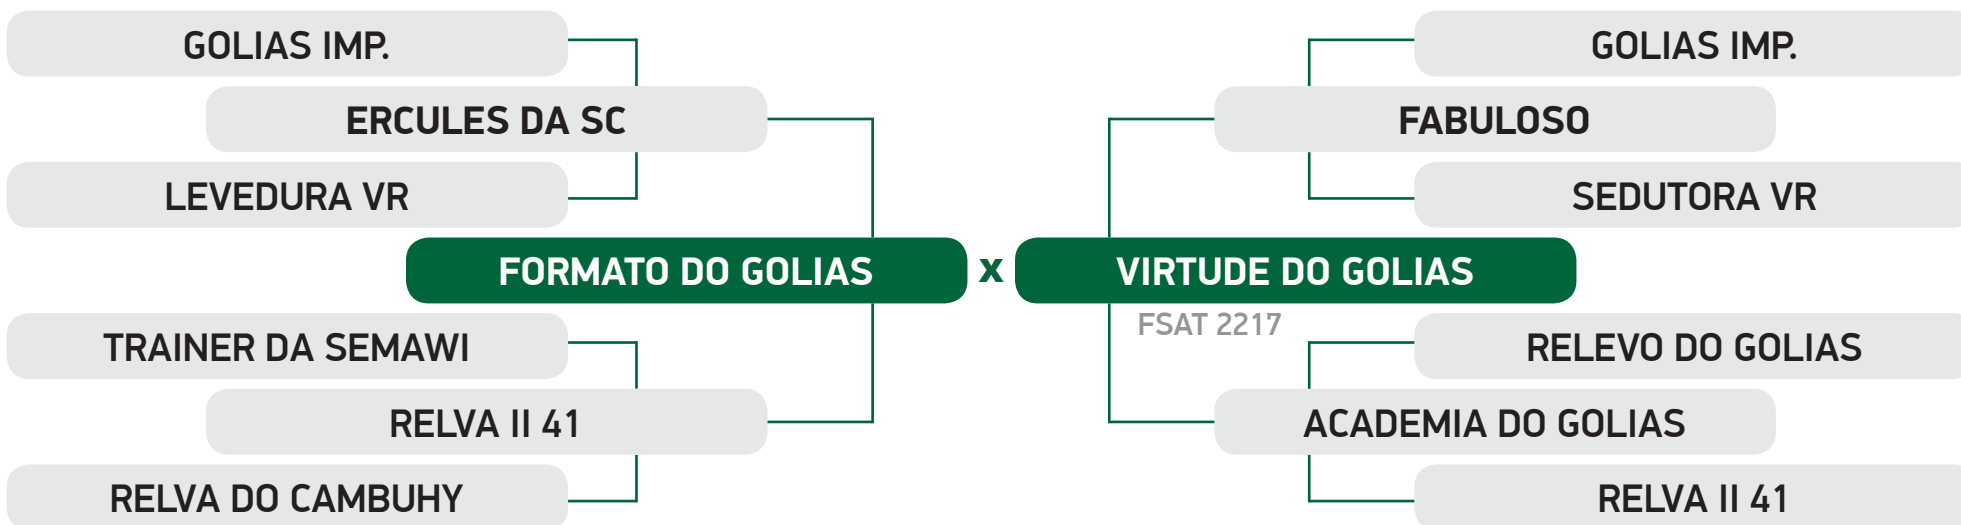 GOLIAS IMP.
GOLIAS IMP.
ERCULES DA SC
FABULOSO
LEVEDURA VR
SEDUTORA VR
FORMATO DO GOLIAS x VIRTUDE DO GOLIAS
FSAT 2217
TRAINER DA SEMAWI
RELEVO DO GOLIAS
RELVA II 41
ACADEMIA DO GOLIAS
RELVA DO CAMBUHY
RELVA II 41